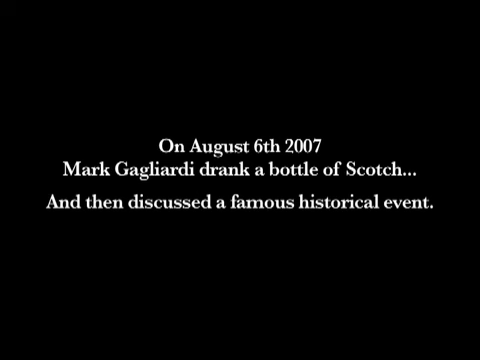 On August 6th 2007
Mark Gagliardi drank a bottle of Scotch...
And then discussed a famous historical event.